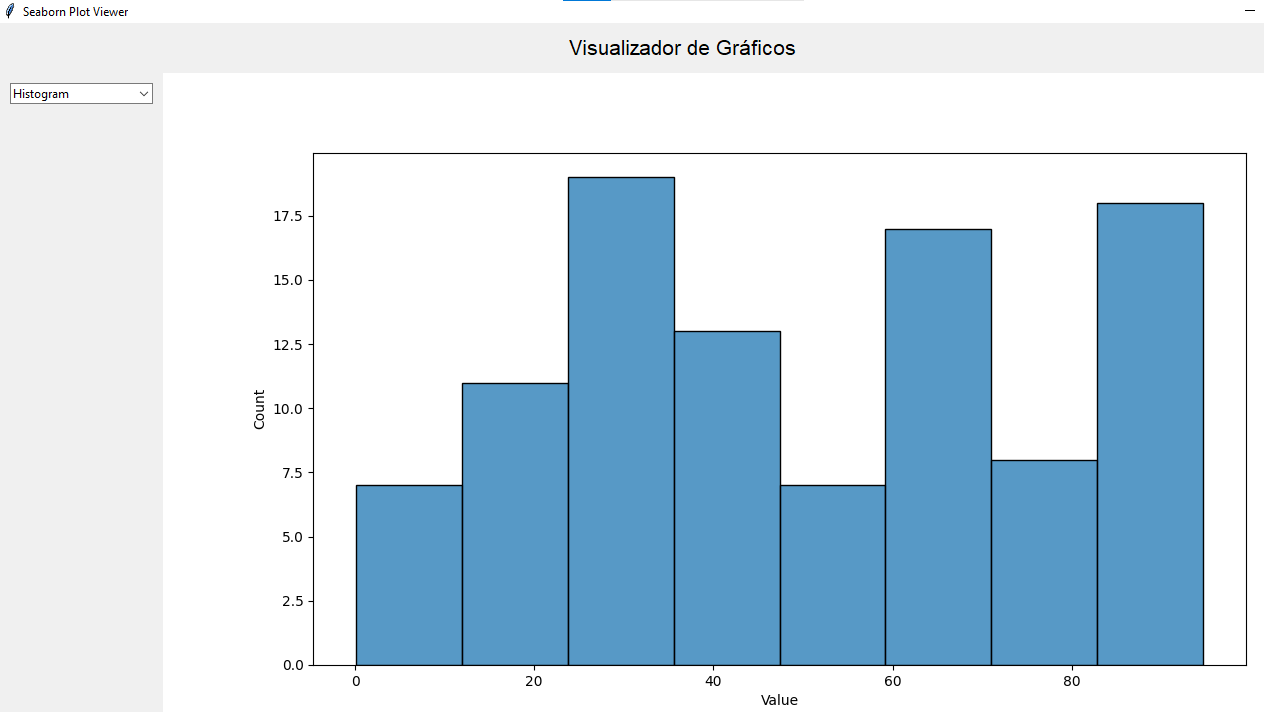 Seaborn Plot Viewer
Visualizador de Gráficos
Histogram
17.5
15.0
12.5
10.0
7.5
5.0
2.5
0.0
Count
0 20 40 60 80
Value